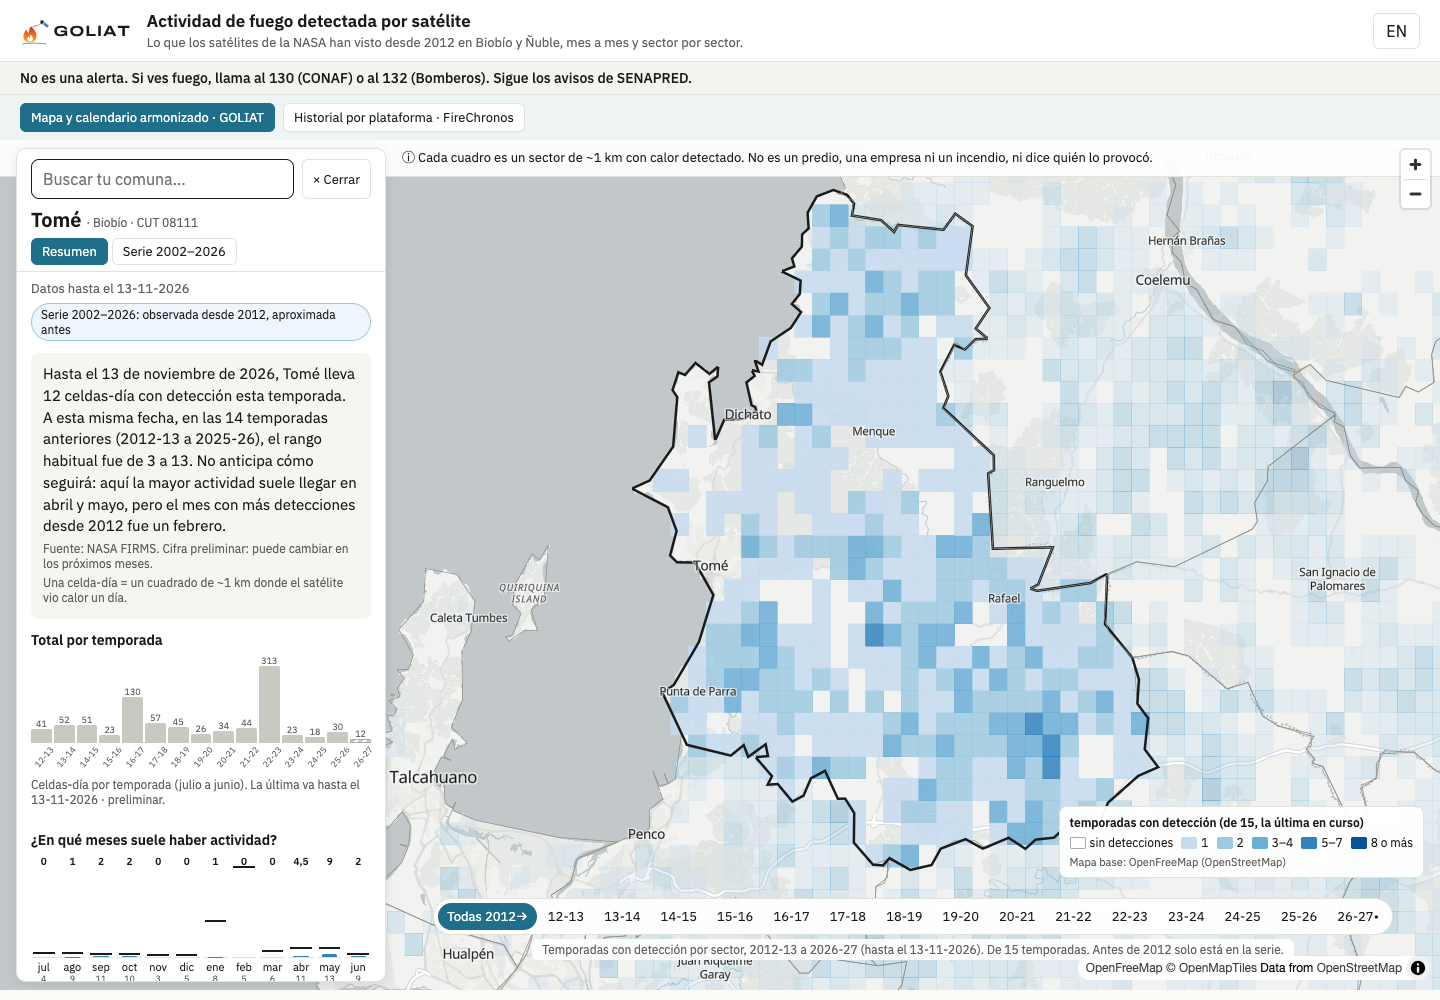 GOLIAT
Actividad de fuego detectada por satélite
Lo que los satélites de la NASA han visto desde 2012 en Biobío y Ñuble, mes a mes y sector por sector.
EN
No es una alerta. Si ves fuego, llama al 130 (CONAF) o al 132 (Bomberos). Sigue los avisos de SENAPRED.
Mapa y calendario armonizado · GOLIAT
Historial por plataforma · FireChronos
Buscar tu comuna...
× Cerrar
Tomé · Biobío · CUT 08111
Resumen
Serie 2002–2026
Datos hasta el 13-11-2026
Serie 2002–2026: observada desde 2012, aproximada
antes
Hasta el 13 de noviembre de 2026, Tomé lleva
12 celdas-día con detección esta temporada.
A esta misma fecha, en las 14 temporadas
anteriores (2012-13 a 2025-26), el rango
habitual fue de 3 a 13. No anticipa cómo
seguirá: aquí la mayor actividad suele llegar en
abril y mayo, pero el mes con más detecciones
desde 2012 fue un febrero.
Fuente: NASA FIRMS. Cifra preliminar: puede cambiar en
los próximos meses.
Una celda-día = un cuadrado de ~1 km donde el satélite
vio calor un día.
Total por temporada
41 52 51 23 130 57 45 26 34 44 313 23 18 30 12
12-13 13-14 14-15 15-16 16-17 17-18 18-19 19-20 20-21 21-22 22-23 23-24 24-25 25-26 26-27
Celdas-día por temporada (julio a junio). La última va hasta el
13-11-2026 · preliminar.
¿En qué meses suele haber actividad?
0 1 2 2 0 0 1 0 0 4,5 9 2
jul ago sep oct nov dic ene feb mar abr may jun
4 9 11 10 3 5 8 5 6 11 13 9
ⓘ Cada cuadro es un sector de ~1 km con calor detectado. No es un predio, una empresa ni un incendio, ni dice quién lo provocó.
Trehuaco
+
−
Hernán Brañas
Coelemu
Dichato
Menque
Ranguelmo
Tomé
QUIRIQUINA
ISLAND
Rafael
San Ignacio de
Palomares
Caleta Tumbes
Punta de Parra
Talcahuano
Penco
Hualpén
Juan Riquelme
Garay
temporadas con detección (de 15, la última en curso)
sin detecciones 1 2 3–4 5–7 8 o más
Mapa base: OpenFreeMap (OpenStreetMap)
Todas 2012→ 12-13 13-14 14-15 15-16 16-17 17-18 18-19 19-20 20-21 21-22 22-23 23-24 24-25 25-26 26-27•
Temporadas con detección por sector, 2012-13 a 2026-27 (hasta el 13-11-2026). De 15 temporadas. Antes de 2012 solo está en la serie.
OpenFreeMap © OpenMapTiles Data from OpenStreetMap